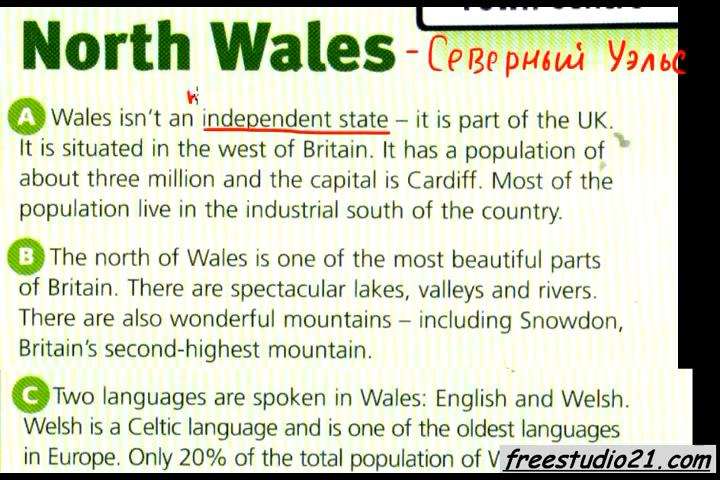 North Wales - Северный Уэльс
A Wales isn't an independent state – it is part of the UK.
It is situated in the west of Britain. It has a population of
about three million and the capital is Cardiff. Most of the
population live in the industrial south of the country.
B The north of Wales is one of the most beautiful parts
of Britain. There are spectacular lakes, valleys and rivers.
There are also wonderful mountains – including Snowdon,
Britain's second-highest mountain.
C Two languages are spoken in Wales: English and Welsh.
Welsh is a Celtic language and is one of the oldest languages
in Europe. Only 20% of the total population of
freestudio21.com